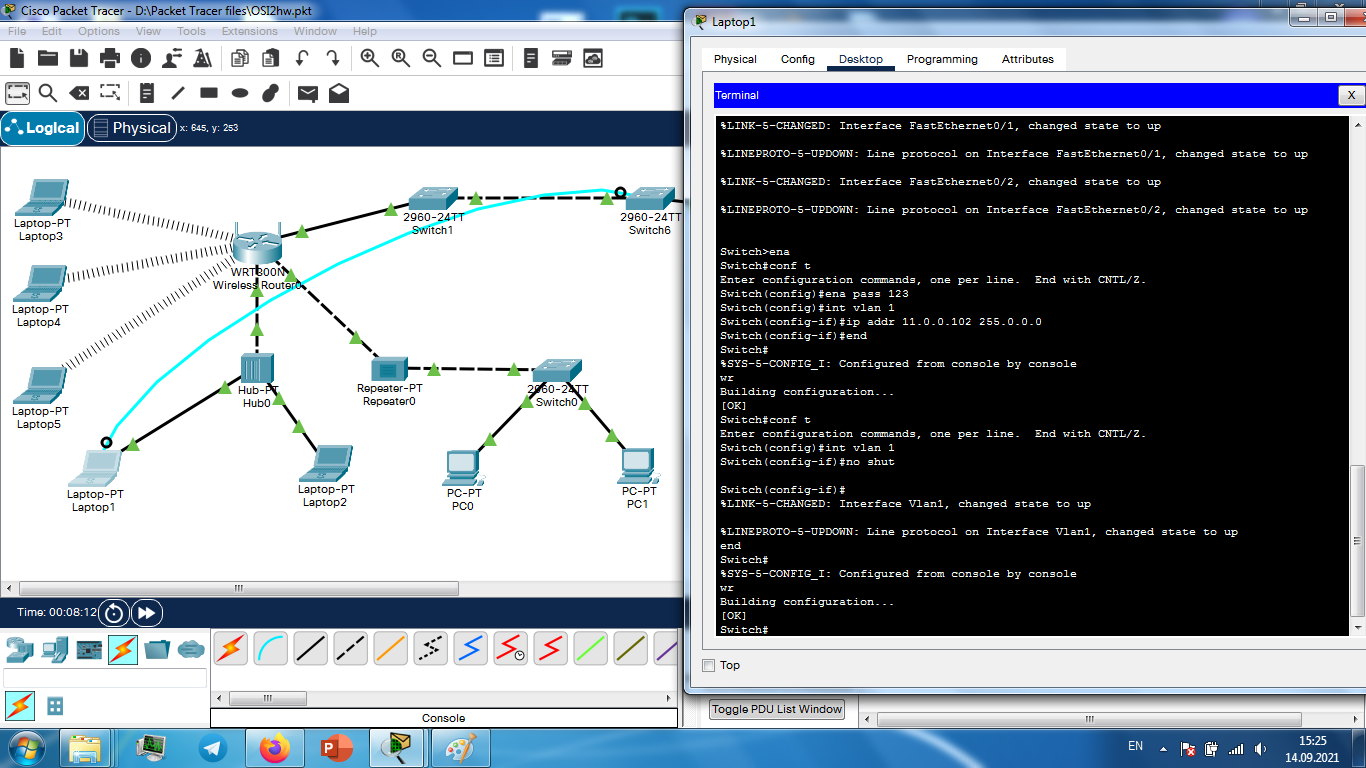 Cisco Packet Tracer - D:\Packet Tracer files\OSI2hw.pkt
File Edit Options View Tools Extensions Window Help
Logical
Physical
x: 645, y: 253
Laptop-PT
Laptop3
Laptop-PT
Laptop4
Laptop-PT
Laptop5
WRT300N
Wireless Router0
2960-24TT
Switch1
2960-24TT
Switch6
Hub-PT
Hub0
Repeater-PT
Repeater0
2960-24TT
Switch0
Laptop-PT
Laptop1
Laptop-PT
Laptop2
PC-PT
PC0
PC-PT
PC1
Time: 00:08:12
Console
Laptop1
Physical Config Desktop Programming Attributes
Terminal
X
%LINK-5-CHANGED: Interface FastEthernet0/1, changed state to up
%LINEPROTO-5-UPDOWN: Line protocol on Interface FastEthernet0/1, changed state to up
%LINK-5-CHANGED: Interface FastEthernet0/2, changed state to up
%LINEPROTO-5-UPDOWN: Line protocol on Interface FastEthernet0/2, changed state to up
Switch>ena
Switch#conf t
Enter configuration commands, one per line.  End with CNTL/Z.
Switch(config)#ena pass 123
Switch(config)#int vlan 1
Switch(config-if)#ip addr 11.0.0.102 255.0.0.0
Switch(config-if)#end
Switch#
%SYS-5-CONFIG_I: Configured from console by console
wr
Building configuration...
[OK]
Switch#conf t
Enter configuration commands, one per line.  End with CNTL/Z.
Switch(config)#int vlan 1
Switch(config-if)#no shut
Switch(config-if)#
%LINK-5-CHANGED: Interface Vlan1, changed state to up
%LINEPROTO-5-UPDOWN: Line protocol on Interface Vlan1, changed state to up
end
Switch#
%SYS-5-CONFIG_I: Configured from console by console
wr
Building configuration...
[OK]
Switch#
Top
Toggle PDU List Window
EN
15:25
14.09.2021